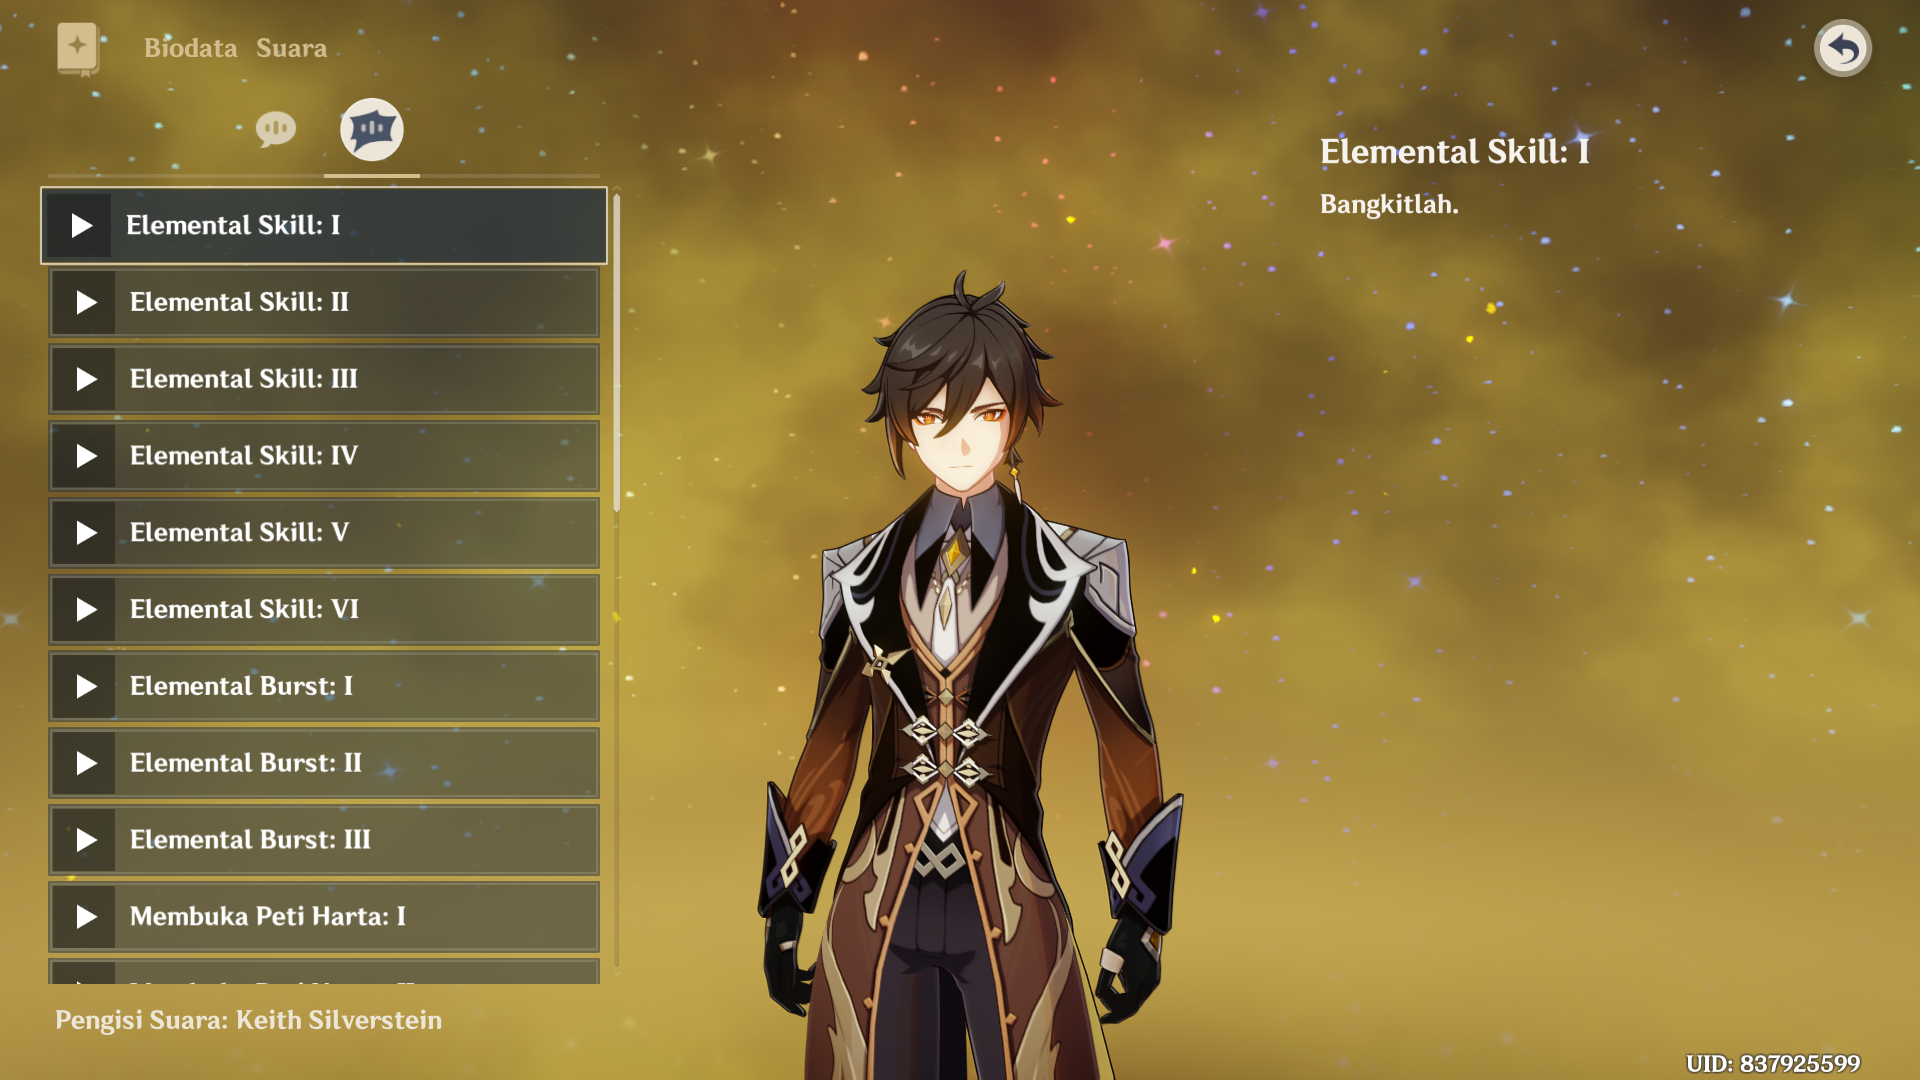 Biodata Suara
Elemental Skill: I
Elemental Skill: II
Elemental Skill: III
Elemental Skill: IV
Elemental Skill: V
Elemental Skill: VI
Elemental Burst: I
Elemental Burst: II
Elemental Burst: III
Membuka Peti Harta: I
Pengisi Suara: Keith Silverstein
Elemental Skill: I
Bangkitlah.
UID: 837925599